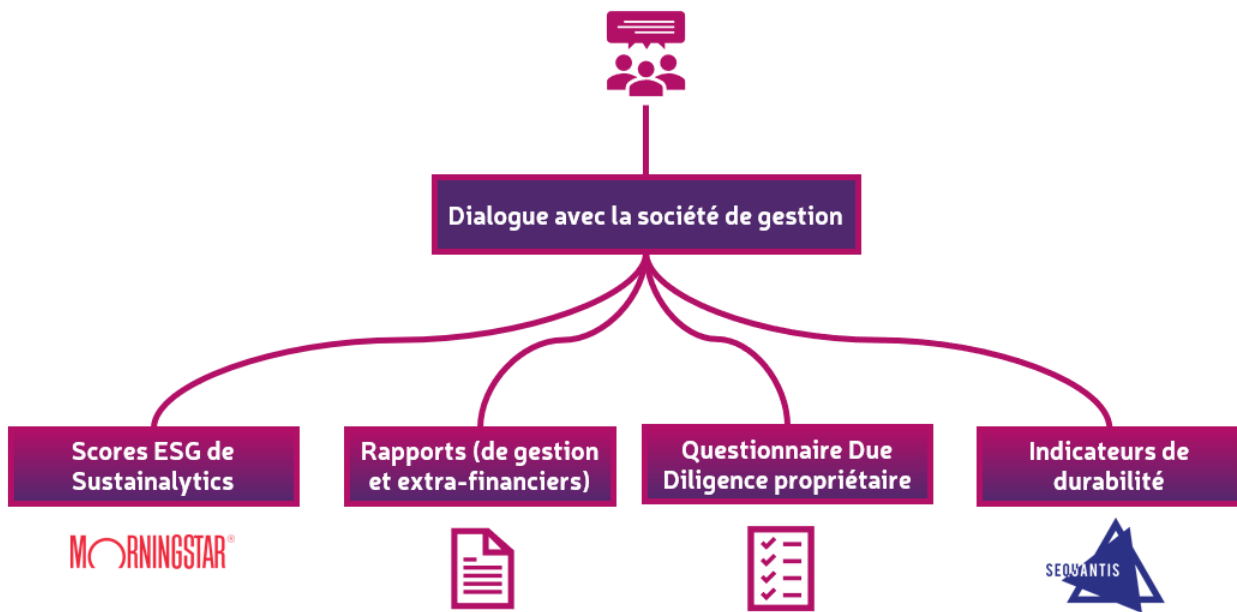 Dialogue avec la société de gestion
Scores ESG de
Sustainalytics
Rapports (de gestion
et extra-financiers)
Questionnaire Due
Diligence propriétaire
Indicateurs de
durabilité
MORNINGSTAR®
SEQUANTIS